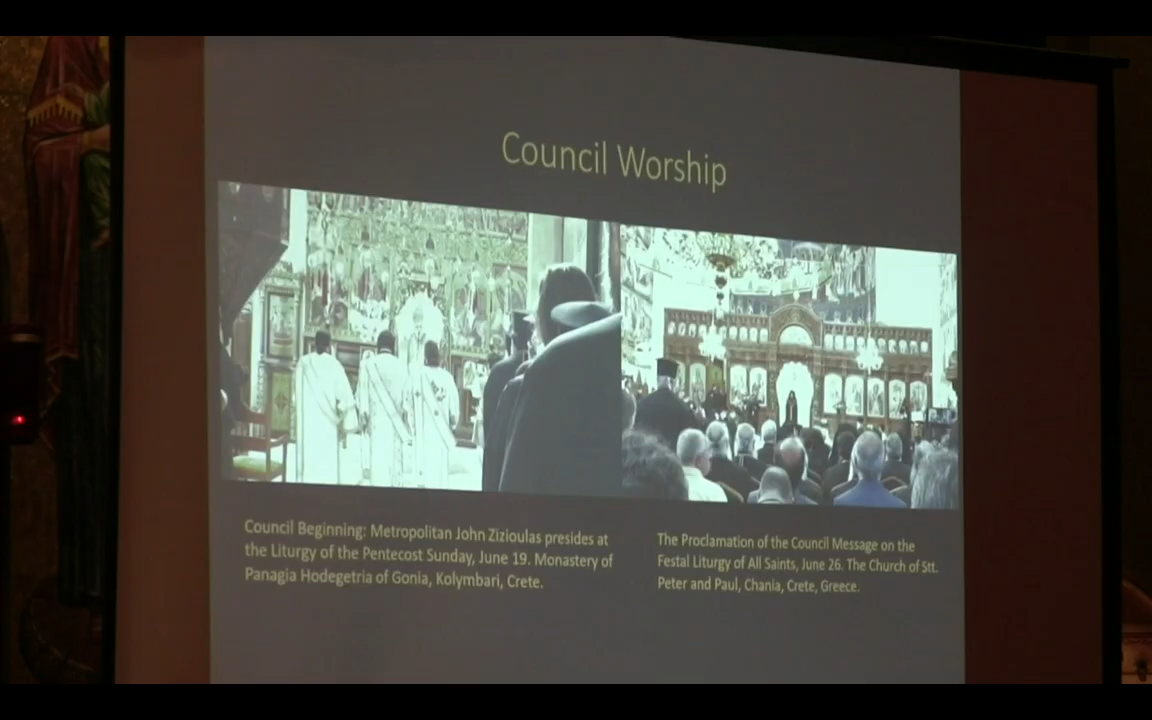 Council Worship
Council Beginning: Metropolitan John Zizioulas presides at
the Liturgy of the Pentecost Sunday, June 19. Monastery of
Panagia Hodegetria of Gonia, Kolymbari, Crete.
The Proclamation of the Council Message on the
Festal Liturgy of All Saints, June 26. The Church of Stt.
Peter and Paul, Chania, Crete, Greece.